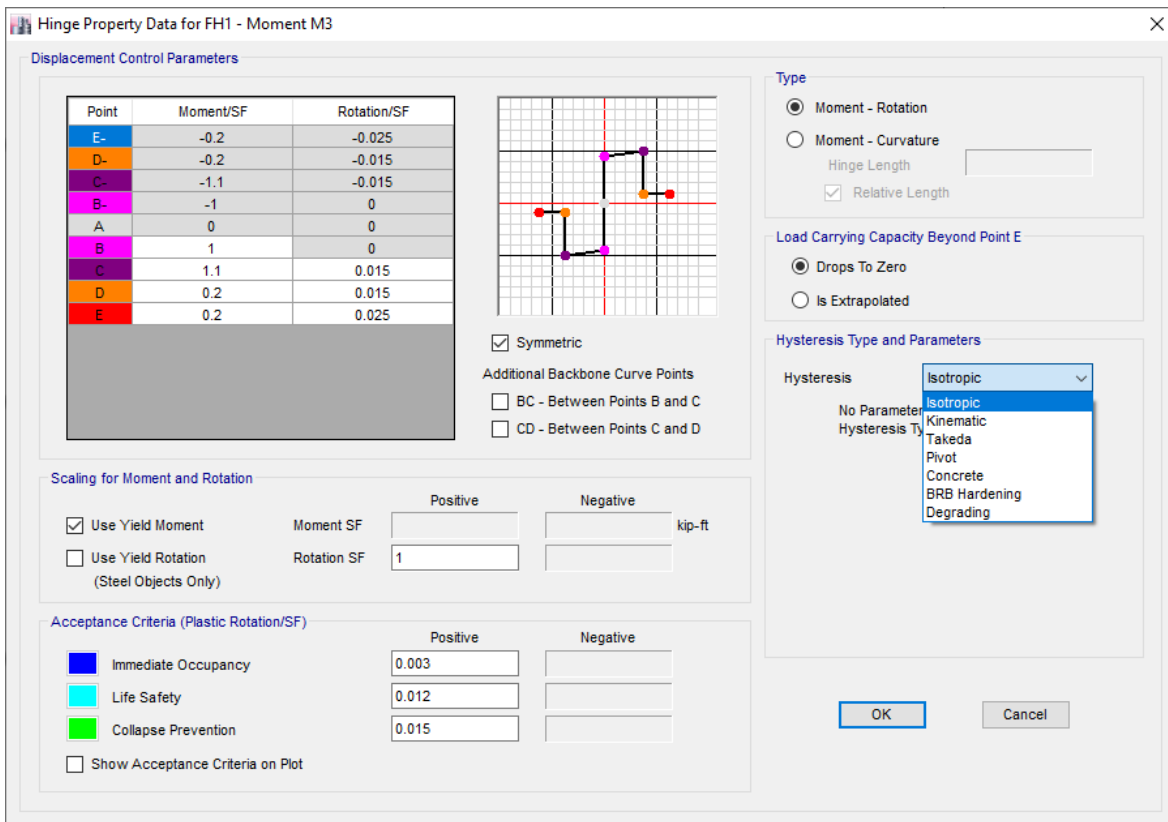 Hinge Property Data for FH1 - Moment M3
Displacement Control Parameters
Point Moment/SF Rotation/SF
E- -0.2 -0.025
D- -0.2 -0.015
C- -1.1 -0.015
B- -1 0
A 0 0
B 1 0
C 1.1 0.015
D 0.2 0.015
E 0.2 0.025
Symmetric
Additional Backbone Curve Points
BC - Between Points B and C
CD - Between Points C and D
Scaling for Moment and Rotation
Positive Negative
Use Yield Moment Moment SF kip-ft
Use Yield Rotation Rotation SF 1
(Steel Objects Only)
Acceptance Criteria (Plastic Rotation/SF)
Positive Negative
Immediate Occupancy 0.003
Life Safety 0.012
Collapse Prevention 0.015
Show Acceptance Criteria on Plot
Type
Moment - Rotation
Moment - Curvature
Hinge Length
Relative Length
Load Carrying Capacity Beyond Point E
Drops To Zero
Is Extrapolated
Hysteresis Type and Parameters
Hysteresis Isotropic
No Parameter
Hysteresis Ty
Isotropic
Kinematic
Takeda
Pivot
Concrete
BRB Hardening
Degrading
OK Cancel